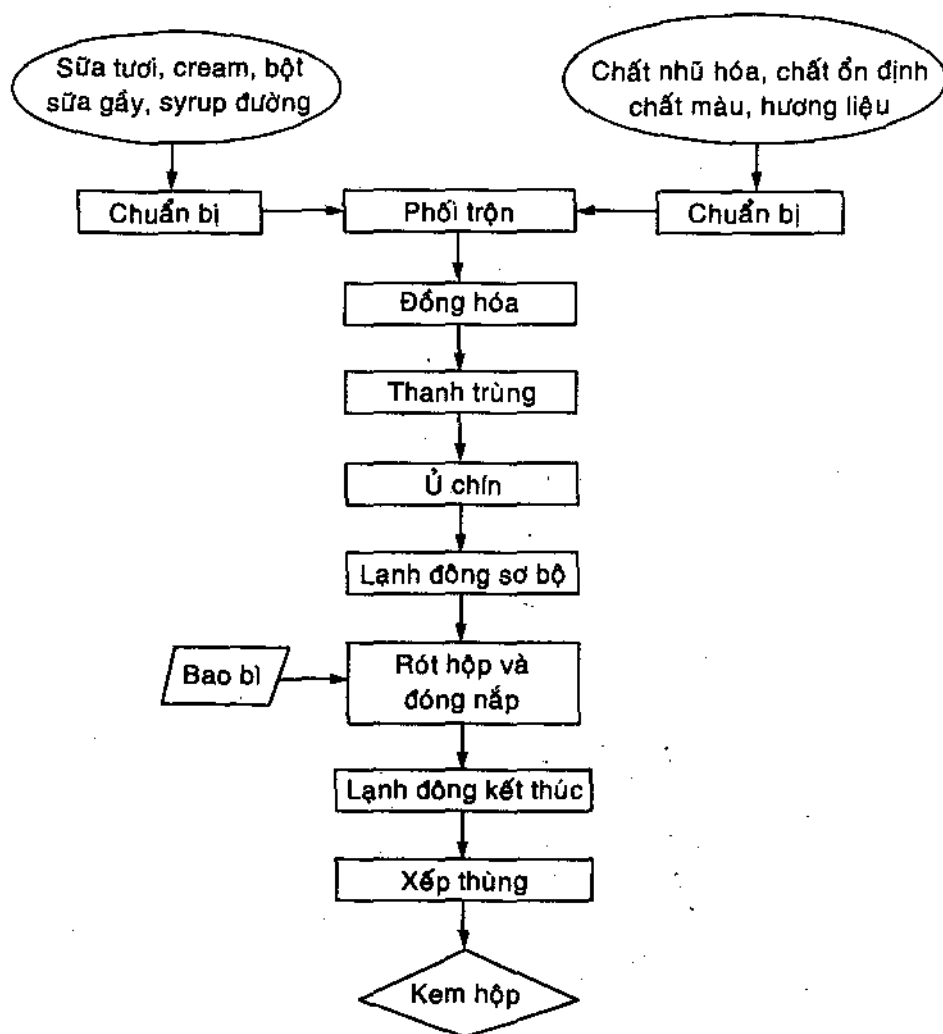 Sữa tươi, cream, bột
sữa gầy, syrup đường
Chất nhũ hóa, chất ổn định
chất màu, hương liệu
Chuẩn bị
Phối trộn
Chuẩn bị
Đồng hóa
Thanh trùng
Ủ chín
Lạnh đông sơ bộ
Bao bì
Rót hộp và
đóng nắp
Lạnh đông kết thúc
Xếp thùng
Kem hộp